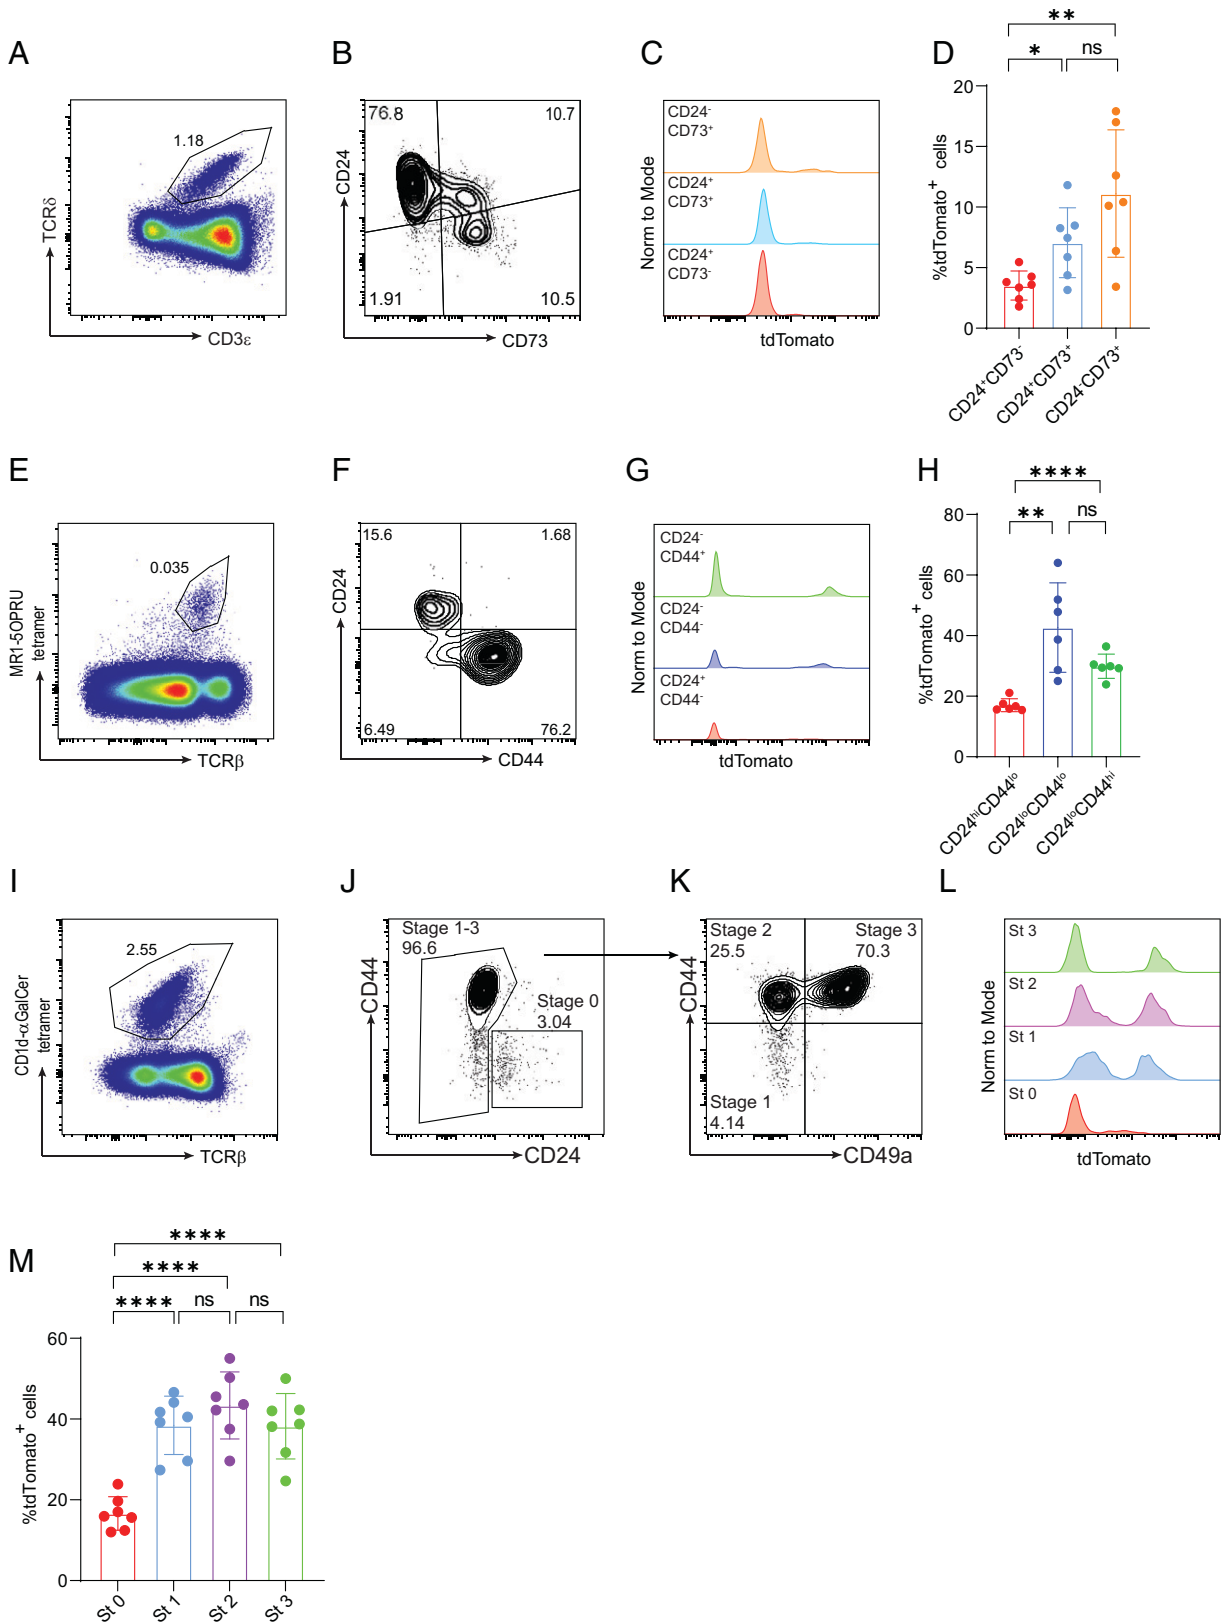 A
1.18
TCRδ
CD3ε
B
76.8
10.7
1.91
10.5
CD24
CD73
C
CD24-
CD73+
CD24+
CD73+
CD24+
CD73-
Norm to Mode
tdTomato
D
**
*
ns
20
15
10
5
0
%tdTomato+ cells
CD24+CD73-
CD24+CD73+
CD24-CD73+
E
0.035
MR1-5OPRU
tetramer
TCRβ
F
15.6
1.68
6.49
76.2
CD24
CD44
G
CD24-
CD44+
CD24-
CD44-
CD24+
CD44-
Norm to Mode
tdTomato
H
****
**
ns
80
60
40
20
0
%tdTomato+ cells
CD24hiCD44lo
CD24loCD44lo
CD24loCD44hi
I
2.55
CD1d-αGalCer
tetramer
TCRβ
J
Stage 1-3
96.6
Stage 0
3.04
CD44
CD24
K
Stage 2
25.5
Stage 3
70.3
Stage 1
4.14
CD44
CD49a
L
St 3
St 2
St 1
St 0
Norm to Mode
tdTomato
M
****
****
****
ns
ns
60
40
20
0
%tdTomato+ cells
St 0
St 1
St 2
St 3